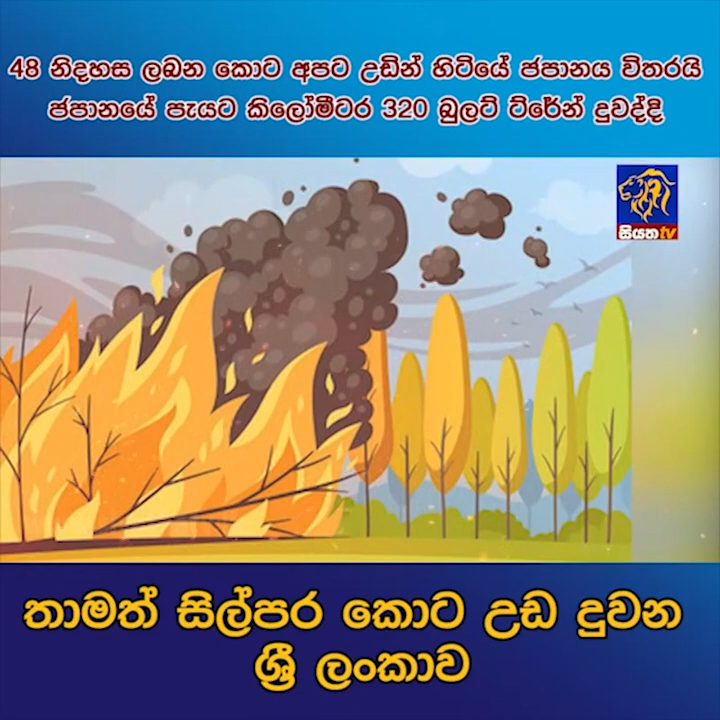 48 නිදහස ලබන කොට අපට උඩින් හිටියේ ජපානය විතරයි
ජපානයේ පැයට කිලෝමීටර 320 බුලට් ට්රේන් දුවද්දි
සියත tv
තාමත් සිල්පර කොට උඩ දුවන
ශ්‍රී ලංකාව